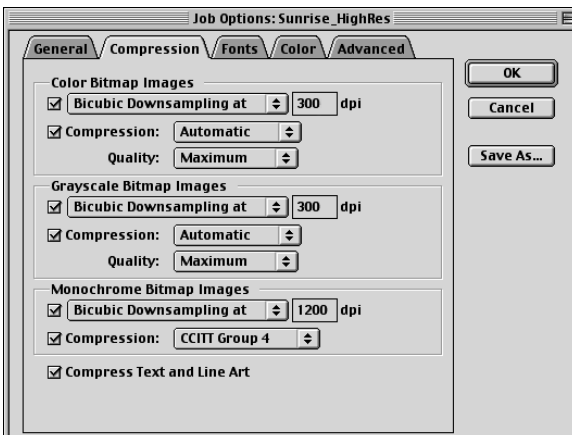 Job Options: Sunrise_HighRes
General Compression Fonts Color Advanced
Color Bitmap Images
Bicubic Downsampling at 300 dpi
Compression: Automatic
Quality: Maximum
Grayscale Bitmap Images
Bicubic Downsampling at 300 dpi
Compression: Automatic
Quality: Maximum
Monochrome Bitmap Images
Bicubic Downsampling at 1200 dpi
Compression: CCITT Group 4
Compress Text and Line Art
OK
Cancel
Save As...